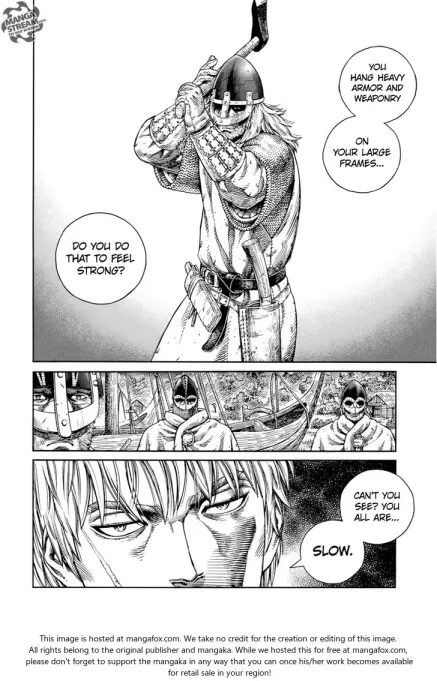 MANGA
STREAM
YOU
HANG HEAVY
ARMOR AND
WEAPONRY
ON
YOUR LARGE
FRAMES...
DO YOU DO
THAT TO FEEL
STRONG?
CAN'T YOU
SEE? YOU
ALL ARE...
SLOW.
This image is hosted at mangafox.com. We take no credit for the creation or editing of this image.
All rights belong to the original publisher and mangaka. While we hosted this for free at mangafox.com,
please don't forget to support the mangaka in any way that you can once his/her work becomes available
for retail sale in your region!